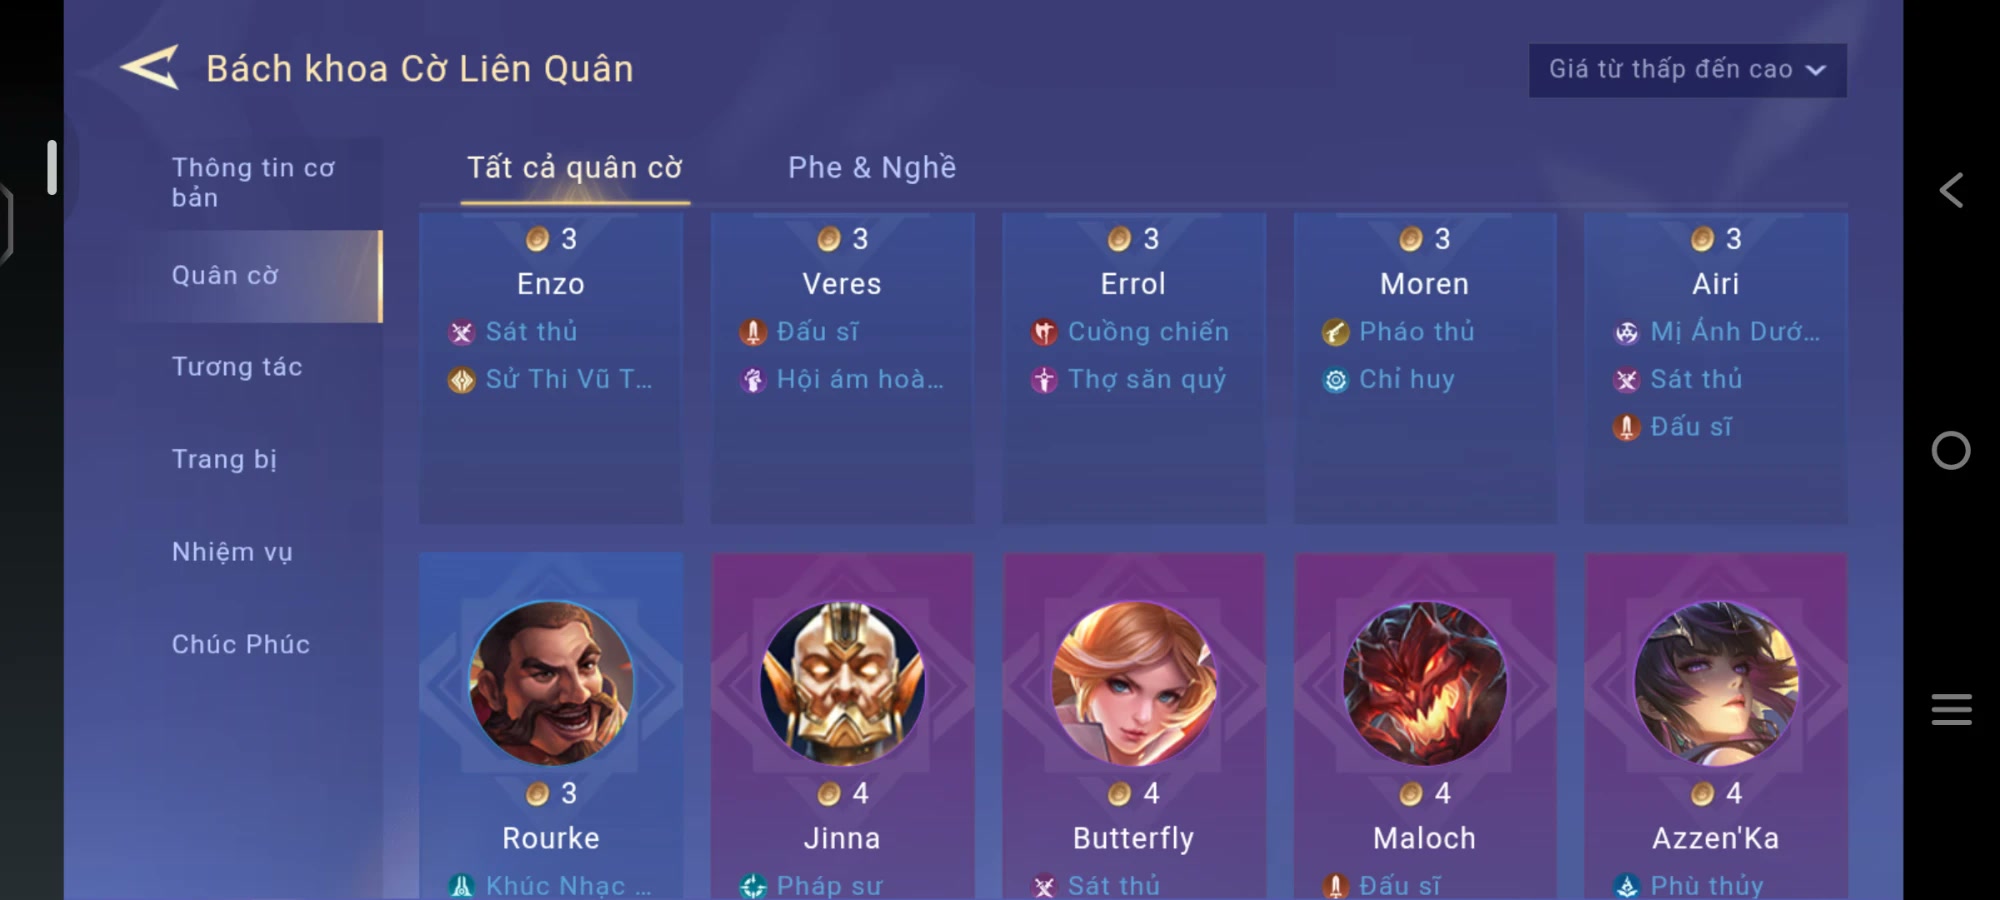 Bách khoa Cờ Liên Quân
Giá từ thấp đến cao
Thông tin cơ
bản
Quân cờ
Tương tác
Trang bị
Nhiệm vụ
Chúc Phúc
Tất cả quân cờ
Phe & Nghề
3
Enzo
Sát thủ
Sử Thi Vũ T...
3
Veres
Đấu sĩ
Hội ám hoà...
3
Errol
Cuồng chiến
Thợ săn quỷ
3
Moren
Pháo thủ
Chỉ huy
3
Airi
Mị Ảnh Dướ...
Sát thủ
Đấu sĩ
3
Rourke
Khúc Nhạc ...
4
Jinna
Pháp sư
4
Butterfly
Sát thủ
4
Maloch
Đấu sĩ
4
Azzen'Ka
Phù thủy